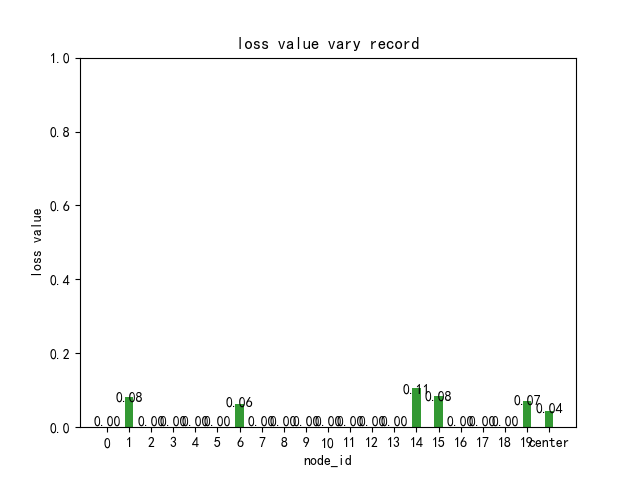 loss value vary record
1.0
0.8
0.6
0.4
0.2
0.0
loss value
0.00 0.08 0.00 0.00 0.00 0.00 0.06 0.00 0.00 0.00 0.00 0.00 0.00 0.00 0.11 0.08 0.00 0.00 0.00 0.07 0.04
0 1 2 3 4 5 6 7 8 9 10 11 12 13 14 15 16 17 18 19 center
node_id